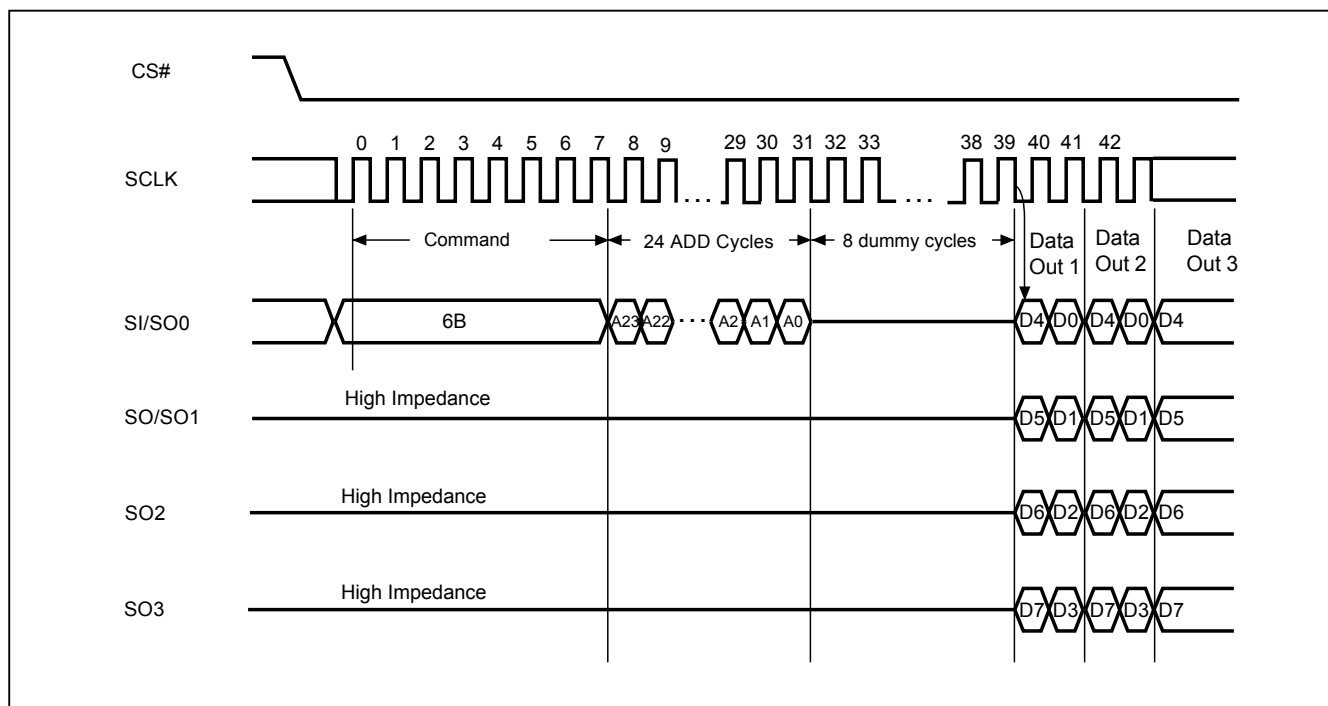 CS#
0 1 2 3 4 5 6 7 8 9 29 30 31 32 33 38 39 40 41 42
SCLK
Command
24 ADD Cycles
8 dummy cycles
Data
Out 1
Data
Out 2
Data
Out 3
SI/SO0
6B
A23 A22 A2 A1 A0
D4 D0 D4 D0 D4
High Impedance
SO/SO1
D5 D1 D5 D1 D5
High Impedance
SO2
D6 D2 D6 D2 D6
High Impedance
SO3
D7 D3 D7 D3 D7